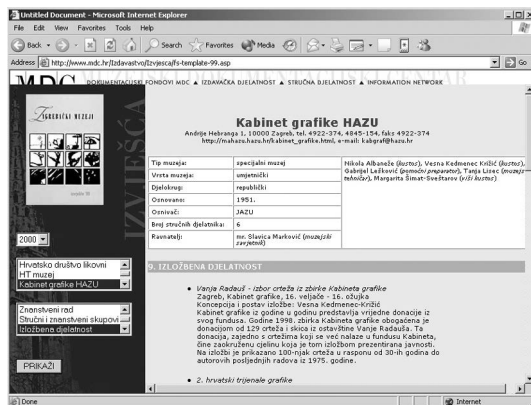 Untitled Document - Microsoft Internet Explorer
File Edit View Favorites Tools Help
Back Search Favorites Media
Address http://www.mdc.hr/Izdavastvo/Izvjesca/fs-template-99.asp Go
MDC DOKUMENTACIJSKI FONDOVI MDC ▲ IZDAVAČKA DJELATNOST ▲ STRUČNA DJELATNOST ▲ INFORMATION NETWORK
ZAGREBAČKI MUZEJI
IZVJEŠĆA
2000
Hrvatsko društvo likovni
HT muzej
Kabinet grafike HAZU
Znanstveni rad
Stručni i znanstveni skupovi
Izložbena djelatnost
PRIKAŽI
Kabinet grafike HAZU
Andrije Hebranga 1, 10000 Zagreb, tel. 4922-374, 4845-154, faks 4922-374
http://mahazu.hazu.hr/kabinet_grafike.html, e-mail: kabgraf@hazu.hr
Tip muzeja: specijalni muzej
Vrsta muzeja: umjetnički
Djelokrug: republički
Osnovano: 1951.
Osnivač: JAZU
Broj stručnih djelatnika: 6
Ravnatelj: mr. Slavica Marković (muzejski
savjetnik)
Nikola Albaneže (kustos), Vesna Kedmenec Križić (kustos),
Gabrijel Lešković (pomoćni preparator), Tanja Lisec (muzejski
tehničar), Margarita Šimat-Sveštarov (viši kustos)
9. IZLOŽBENA DJELATNOST
Vanja Radauš - izbor crteža iz zbirke Kabineta grafike
Zagreb, Kabinet grafike, 16. veljače - 16. ožujka
Koncepcija i postav izložbe: Vesna Kedmenec-Križić
Kabinet grafike iz godine u godinu predstavlja vrijedne donacije iz
svog fundusa. Godine 1998. zbirka Kabineta grafike obogaćena je
donacijom od 129 crteža i skica iz ostavštine Vanje Radauša. Ta
donacija, zajedno s crtežima koji se već nalaze u fundusu Kabineta,
čine zaokruženu cjelinu koja je tom izložbom prezentirana javnosti.
Na izložbi je prikazano 100-njak crteža u rasponu od 30-ih godina do
autorovih posljednjih radova iz 1975. godine.
2. hrvatski trijenale grafike
Done Internet